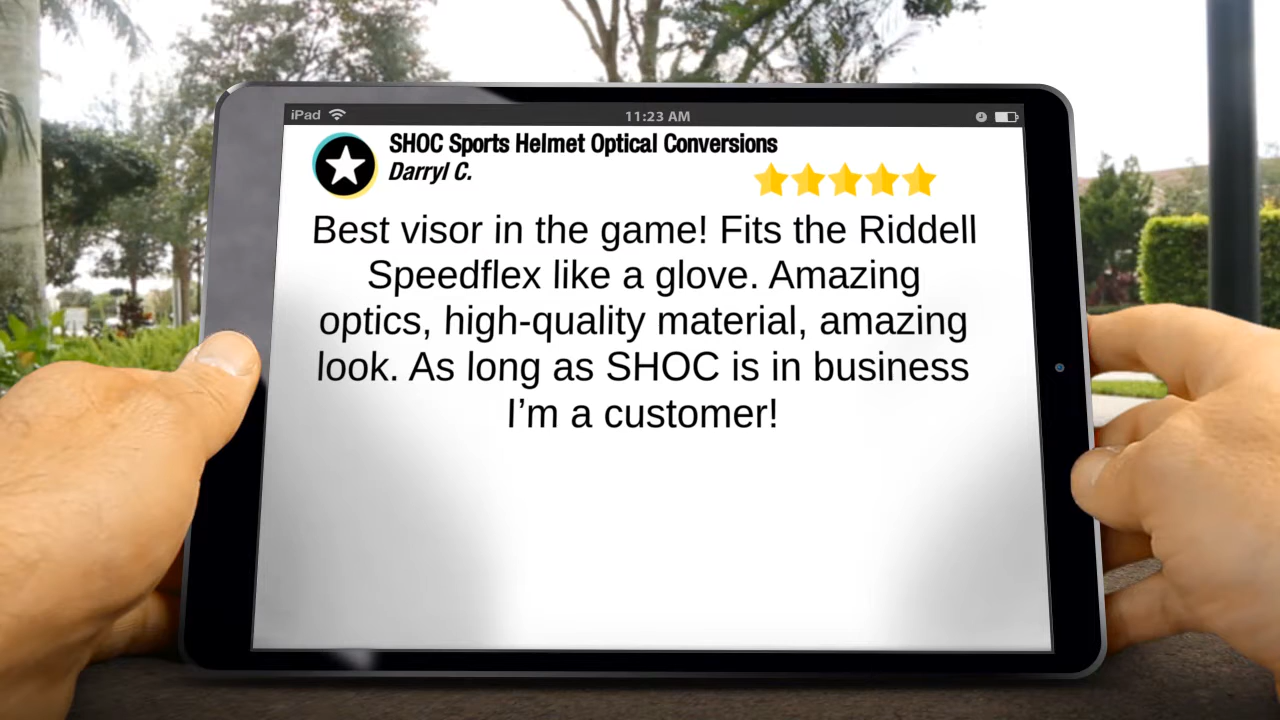 iPad 11:23 AM
SHOC Sports Helmet Optical Conversions
Darryl C.
Best visor in the game! Fits the Riddell
Speedflex like a glove. Amazing
optics, high-quality material, amazing
look. As long as SHOC is in business
I’m a customer!